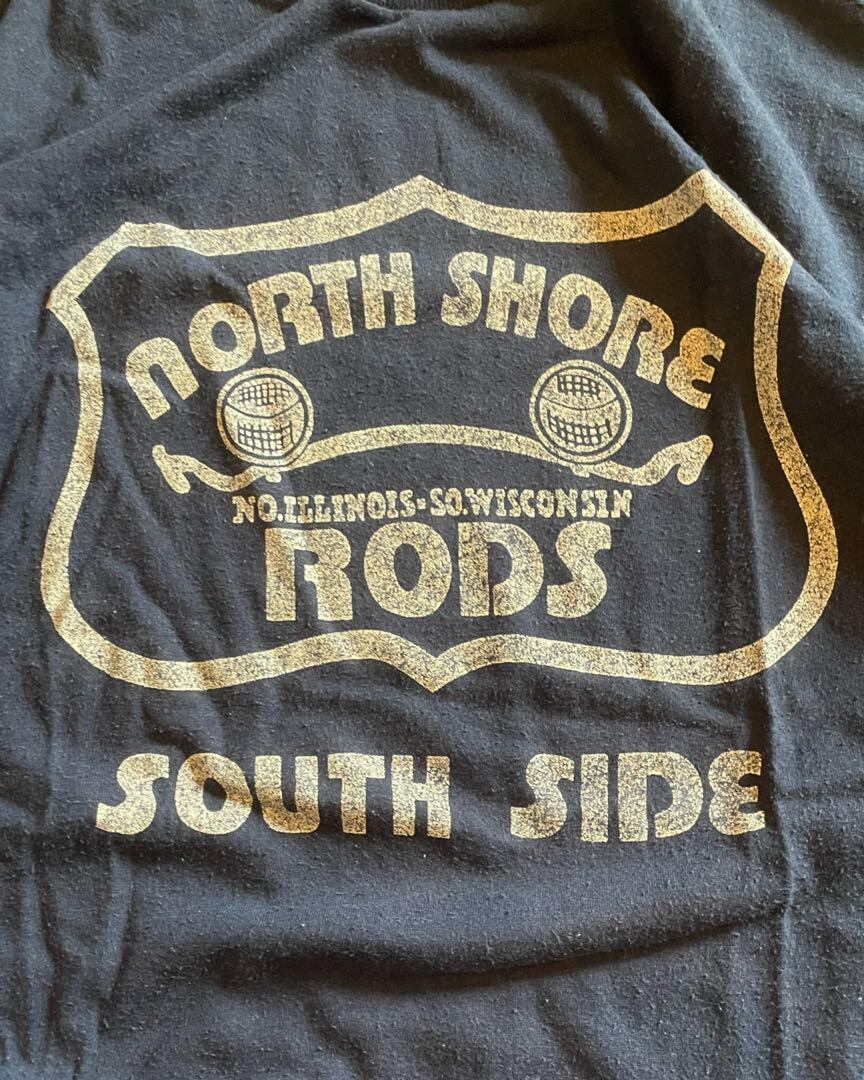 NORTH SHORE
NO.ILLINOIS-SO.WISCONSIN
RODS
SOUTH SIDE